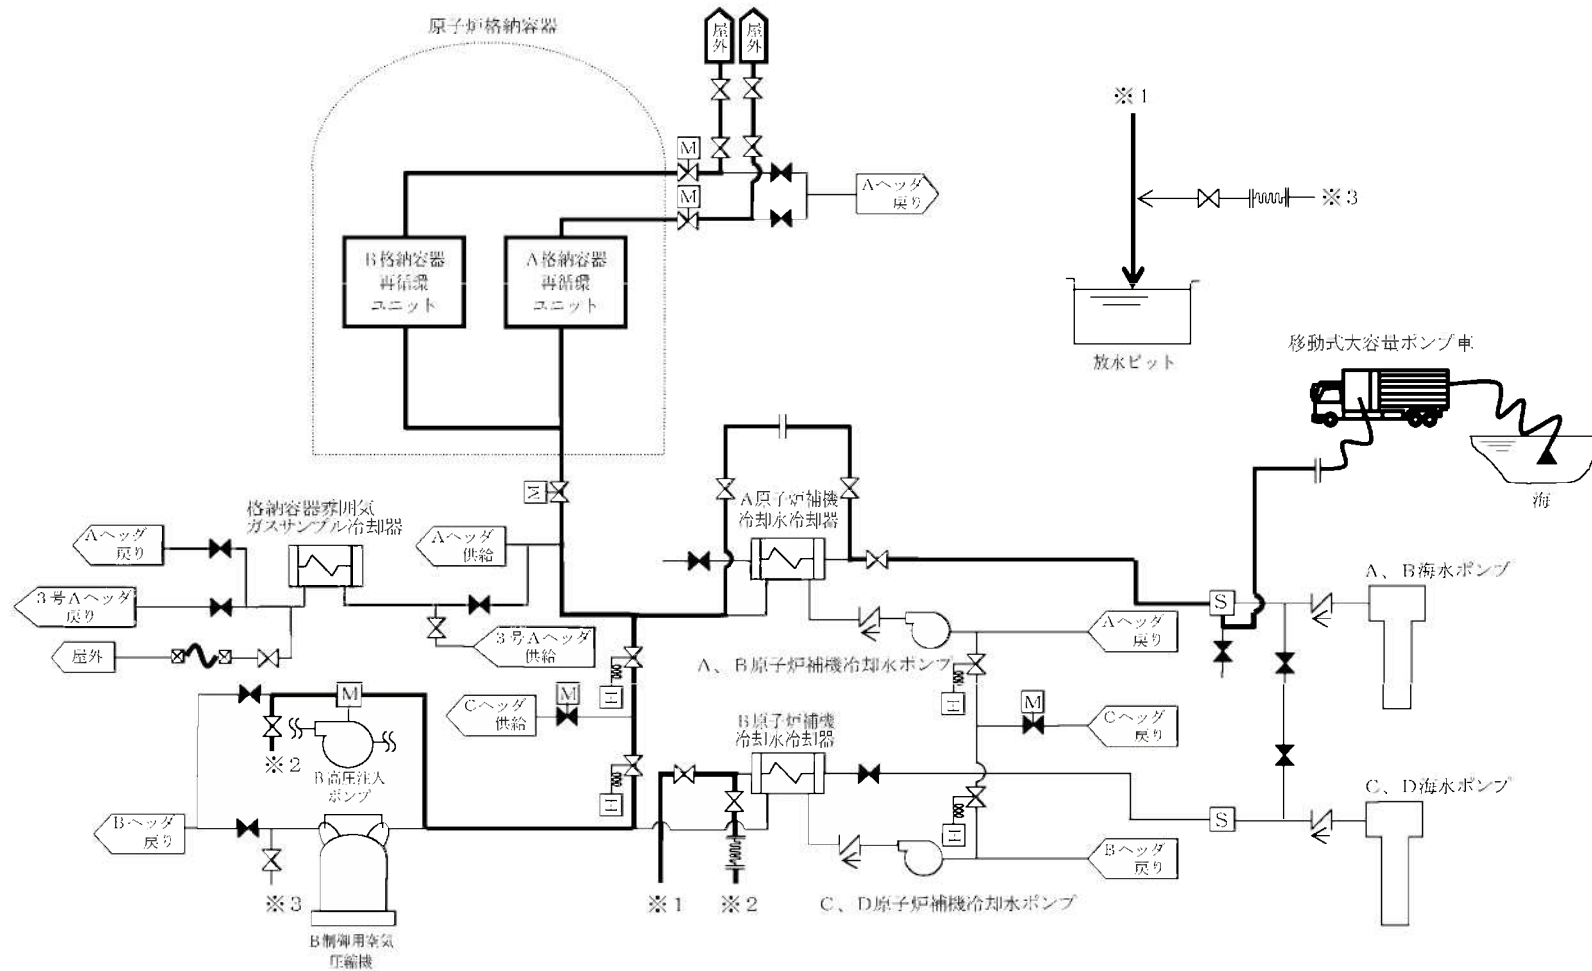 原子炉格納容器
屋外
屋外
※1
M
M
Aヘッダ
戻り
※3
B格納容器
再循環
ユニット
A格納容器
再循環
ユニット
放水ピット
移動式大容量ポンプ車
海
M
格納容器雰囲気
ガスサンプル冷却器
A原子炉補機
冷却水冷却器
Aヘッダ
戻り
Aヘッダ
供給
3号Aヘッダ
戻り
3号Aヘッダ
供給
屋外
A、B海水ポンプ
S
Aヘッダ
戻り
A、B原子炉補機冷却水ポンプ
H
H
M
Cヘッダ
供給
M
M
Cヘッダ
戻り
※2
B高圧注入
ポンプ
B原子炉補機
冷却水冷却器
H
H
C、D海水ポンプ
S
Bヘッダ
戻り
Bヘッダ
戻り
※3
※1
※2
C、D原子炉補機冷却水ポンプ
B制御用空気
圧縮機